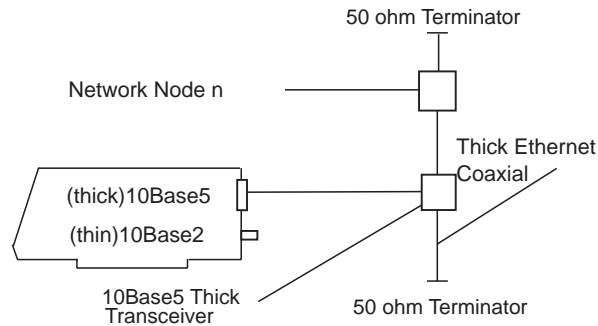 50 ohm Terminator
Network Node n
Thick Ethernet
Coaxial
(thick)10Base5
(thin)10Base2
10Base5 Thick
Transceiver
50 ohm Terminator